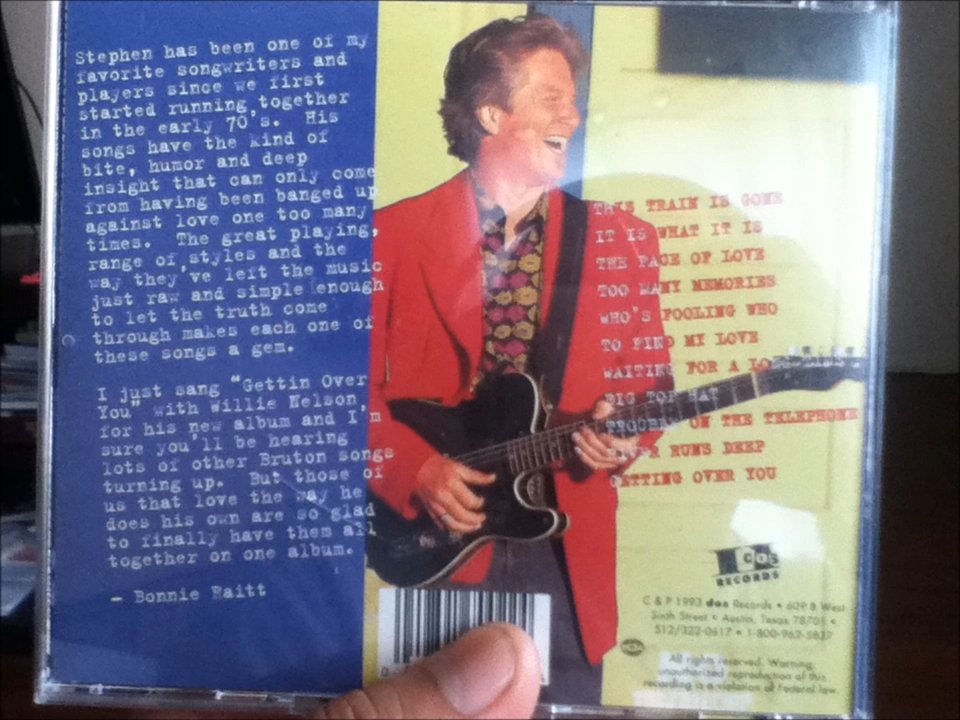 Stephen has been one of my
favorite songwriters and
players since we first
started running together
in the early 70's. His
songs have the kind of
bite, humor and deep
insight that can only come
from having been banged up
against love one too many
times. The great playing,
range of styles and the
way they've left the music
just raw and simple enough
to let the truth come
through makes each one of
these songs a gem.
I just sang "Gettin Over
You" with Willie Nelson
for his new album and I'm
sure you'll be hearing
lots of other Bruton songs
turning up. But those of
us that love the way he
does his own are so glad
to finally have them all
together on one album.
- Bonnie Raitt
THIS TRAIN IS GONE
IT IS WHAT IT IS
THE FACE OF LOVE
TOO MANY MEMORIES
WHO'S FOOLING WHO
TO FIND MY LOVE
WAITING FOR A
BIG TOP HAT
TROUBLE ON THE TELEPHONE
RIVER RUNS DEEP
GETTING OVER YOU
dos
RECORDS
C & P 1993 dos Records • 609 B West
Sixth Street • Austin, Texas 78701 •
512/322-0617 • 1-800-962-5837
All rights reserved. Warning:
unauthorized reproduction of this
recording is a violation of federal law.